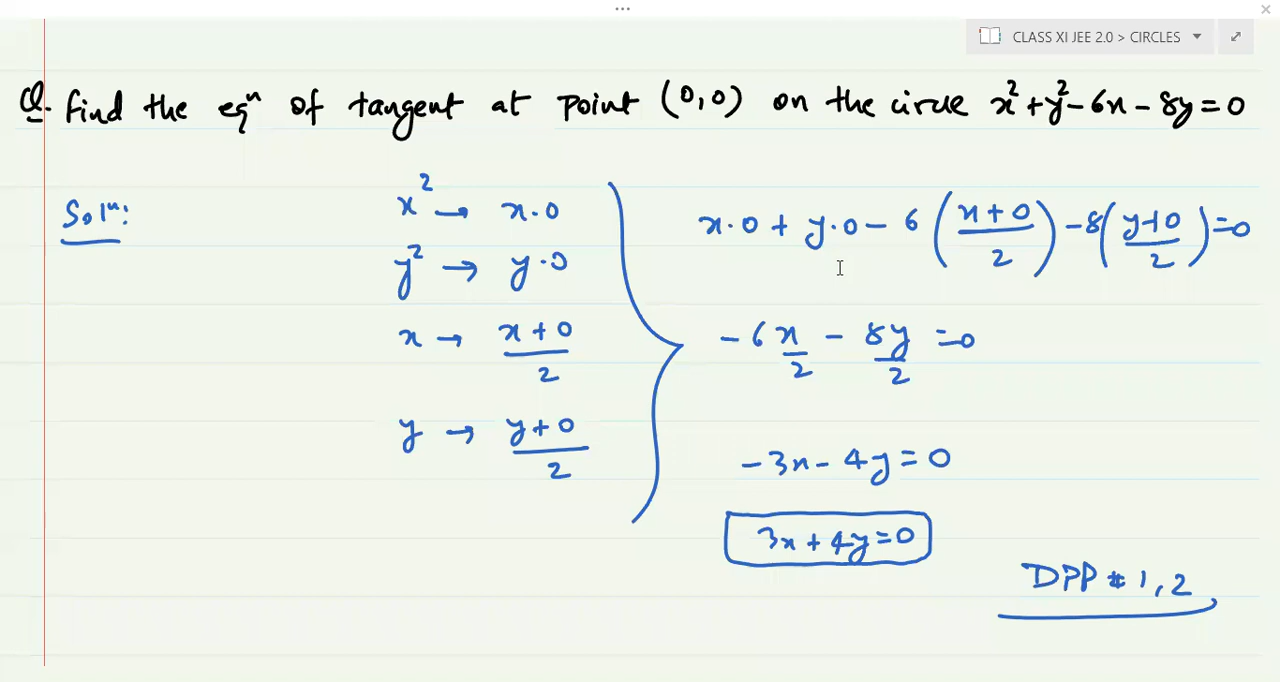 ...
CLASS XI JEE 2.0 > CIRCLES
Q. Find the eqⁿ of tangent at point (0,0) on the circle x²+y²-6x-8y=0
Solⁿ:
x² → x·0
y² → y·0
x → (x+0)/2
y → (y+0)/2
x·0 + y·0 - 6((x+0)/2) - 8((y+0)/2) = 0
-6x/2 - 8y/2 = 0
-3x - 4y = 0
3x + 4y = 0
DPP # 1, 2